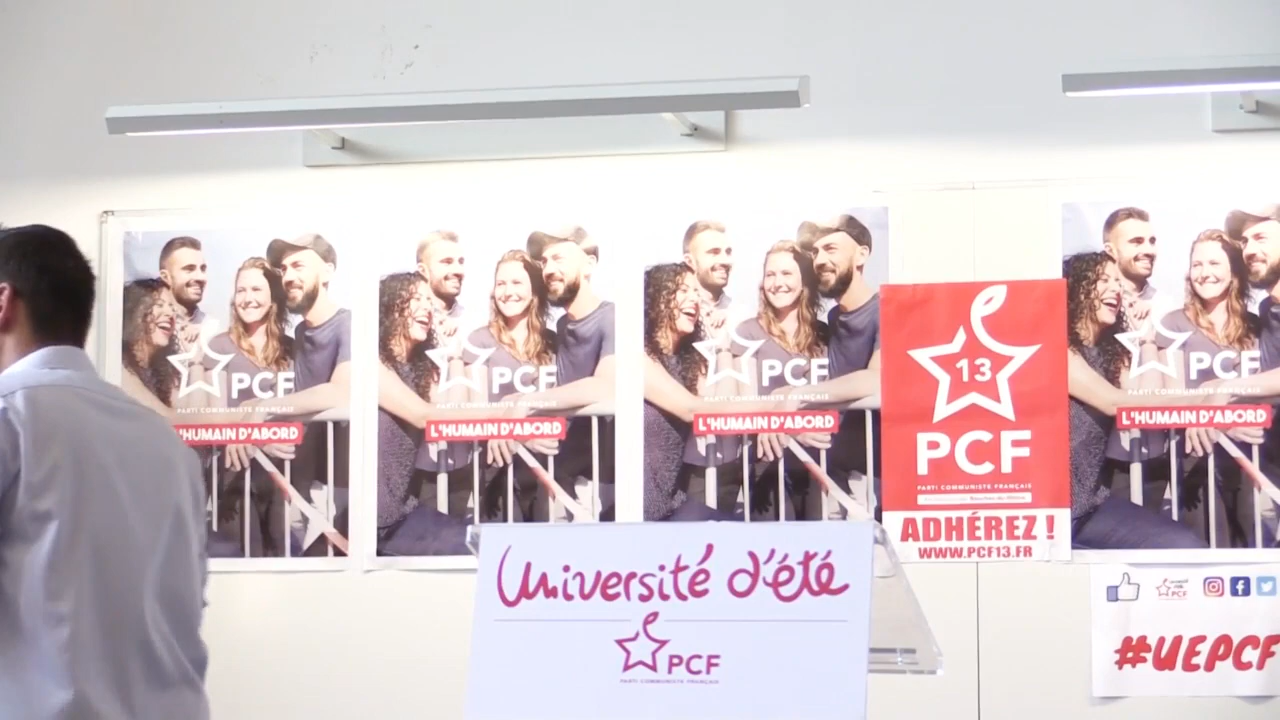 PCF
PARTI COMMUNISTE FRANÇAIS
L'HUMAIN D'ABORD
PCF
PARTI COMMUNISTE FRANÇAIS
L'HUMAIN D'ABORD
PCF
PARTI COMMUNISTE FRANÇAIS
L'HUMAIN D'ABORD
13
PCF
PARTI COMMUNISTE FRANÇAIS
Bouches-du-Rhône
ADHÉREZ !
WWW.PCF13.FR
PCF
PARTI COMMUNISTE FRANÇAIS
L'HUMAIN D'ABORD
Université d'été
PCF
PARTI COMMUNISTE FRANÇAIS
PCF
#UEPCF